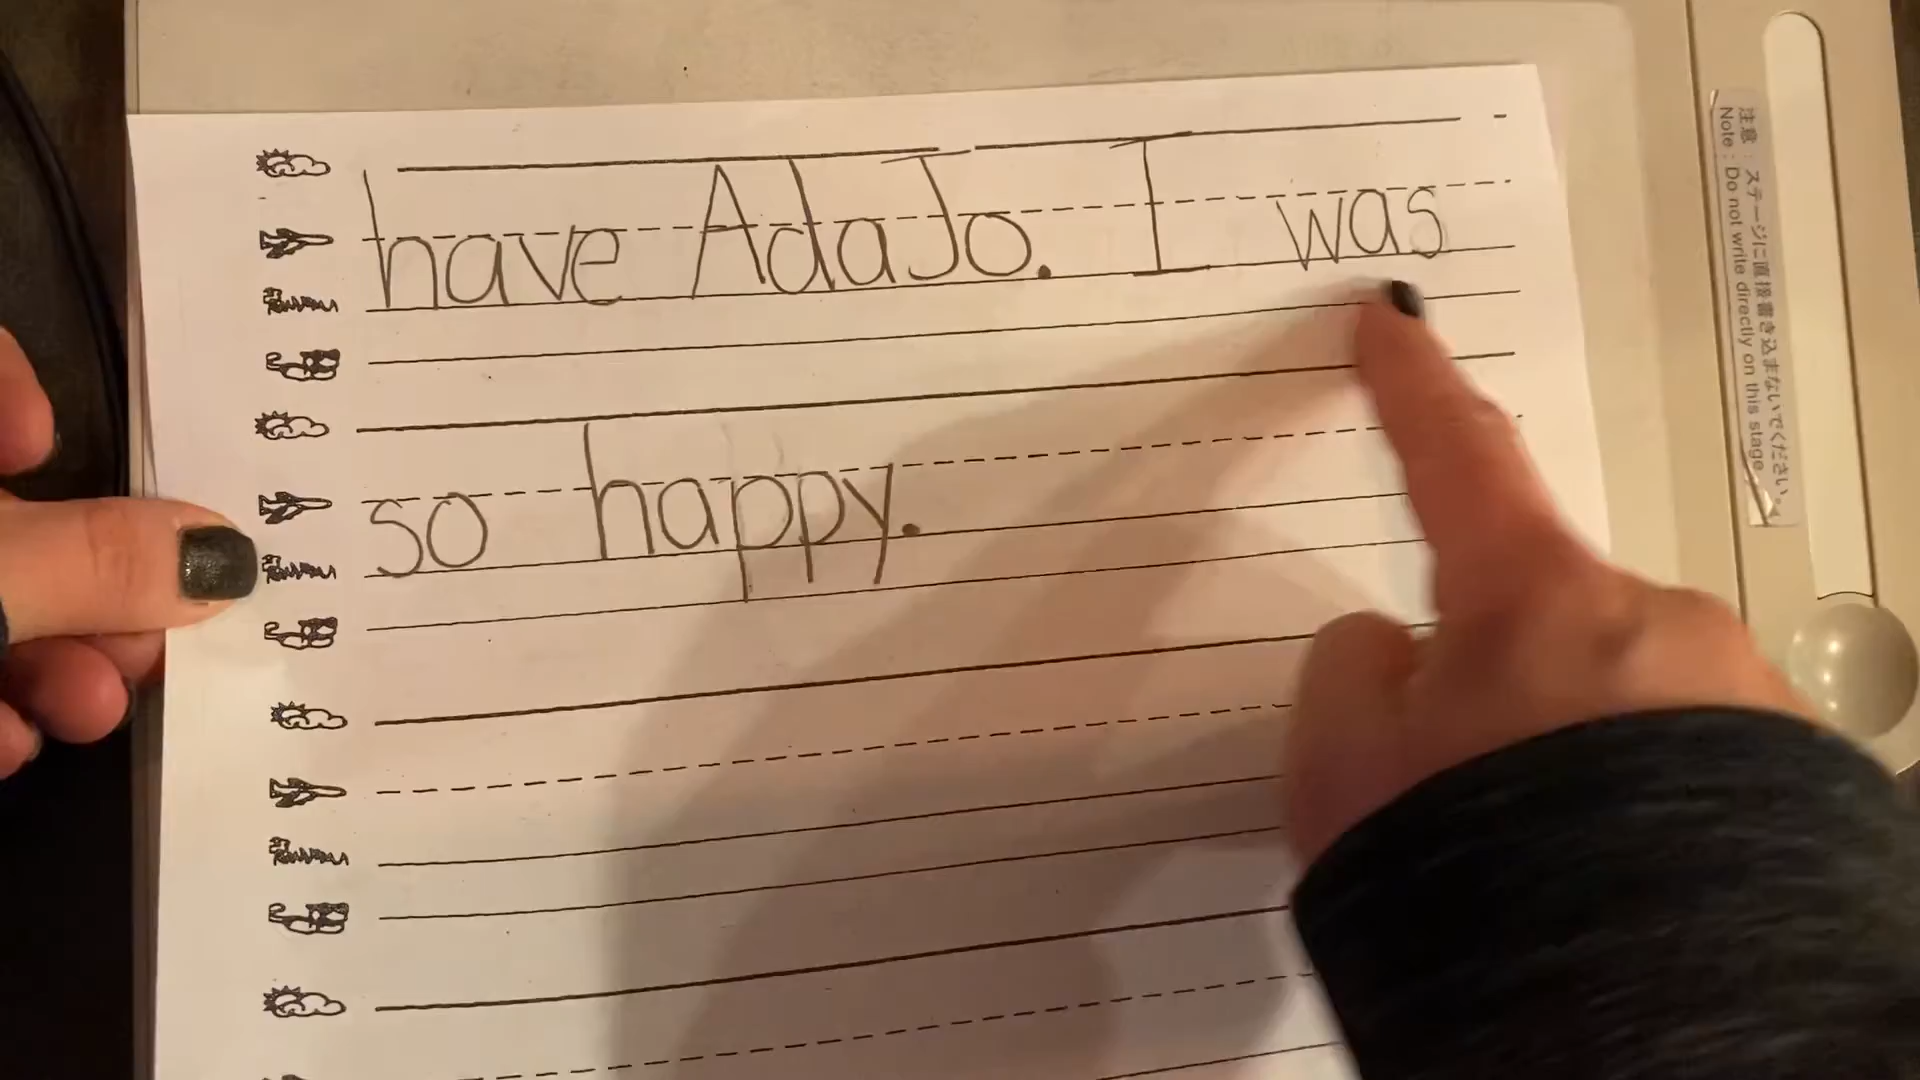 have AdaJo. I was
so happy.
注意：ステージに直接書き込まないでください。
Note : Do not write directly on this stage